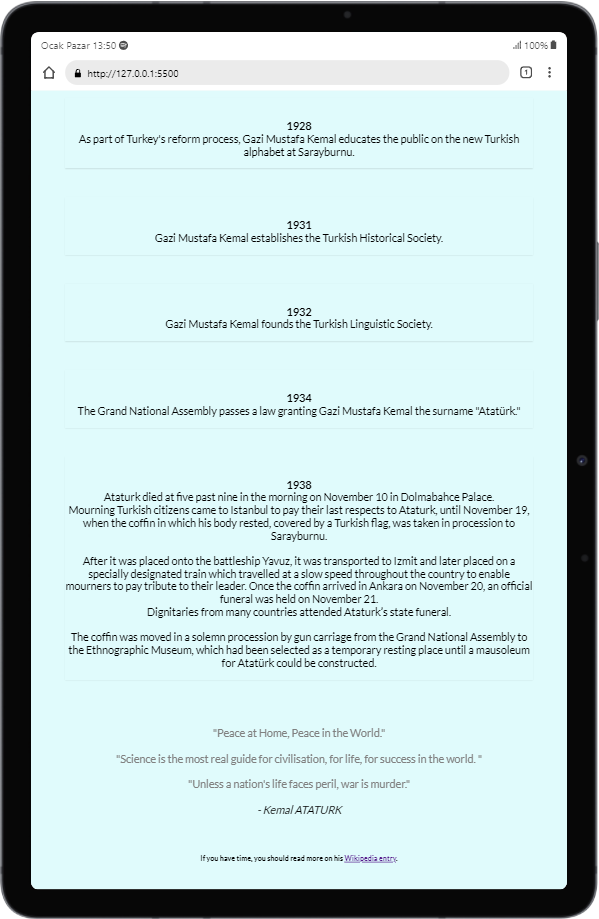 Ocak Pazar 13:50
100%
http://127.0.0.1:5500
1
1928
As part of Turkey's reform process, Gazi Mustafa Kemal educates the public on the new Turkish
alphabet at Sarayburnu.
1931
Gazi Mustafa Kemal establishes the Turkish Historical Society.
1932
Gazi Mustafa Kemal founds the Turkish Linguistic Society.
1934
The Grand National Assembly passes a law granting Gazi Mustafa Kemal the surname "Atatürk."
1938
Ataturk died at five past nine in the morning on November 10 in Dolmabahce Palace.
Mourning Turkish citizens came to Istanbul to pay their last respects to Ataturk, until November 19,
when the coffin in which his body rested, covered by a Turkish flag, was taken in procession to
Sarayburnu.
After it was placed onto the battleship Yavuz, it was transported to Izmit and later placed on a
specially designated train which travelled at a slow speed throughout the country to enable
mourners to pay tribute to their leader. Once the coffin arrived in Ankara on November 20, an official
funeral was held on November 21.
Dignitaries from many countries attended Ataturk's state funeral.
The coffin was moved in a solemn procession by gun carriage from the Grand National Assembly to
the Ethnographic Museum, which had been selected as a temporary resting place until a mausoleum
for Atatürk could be constructed.
"Peace at Home, Peace in the World."
"Science is the most real guide for civilisation, for life, for success in the world. "
"Unless a nation's life faces peril, war is murder."
- Kemal ATATURK
If you have time, you should read more on his Wikipedia entry.